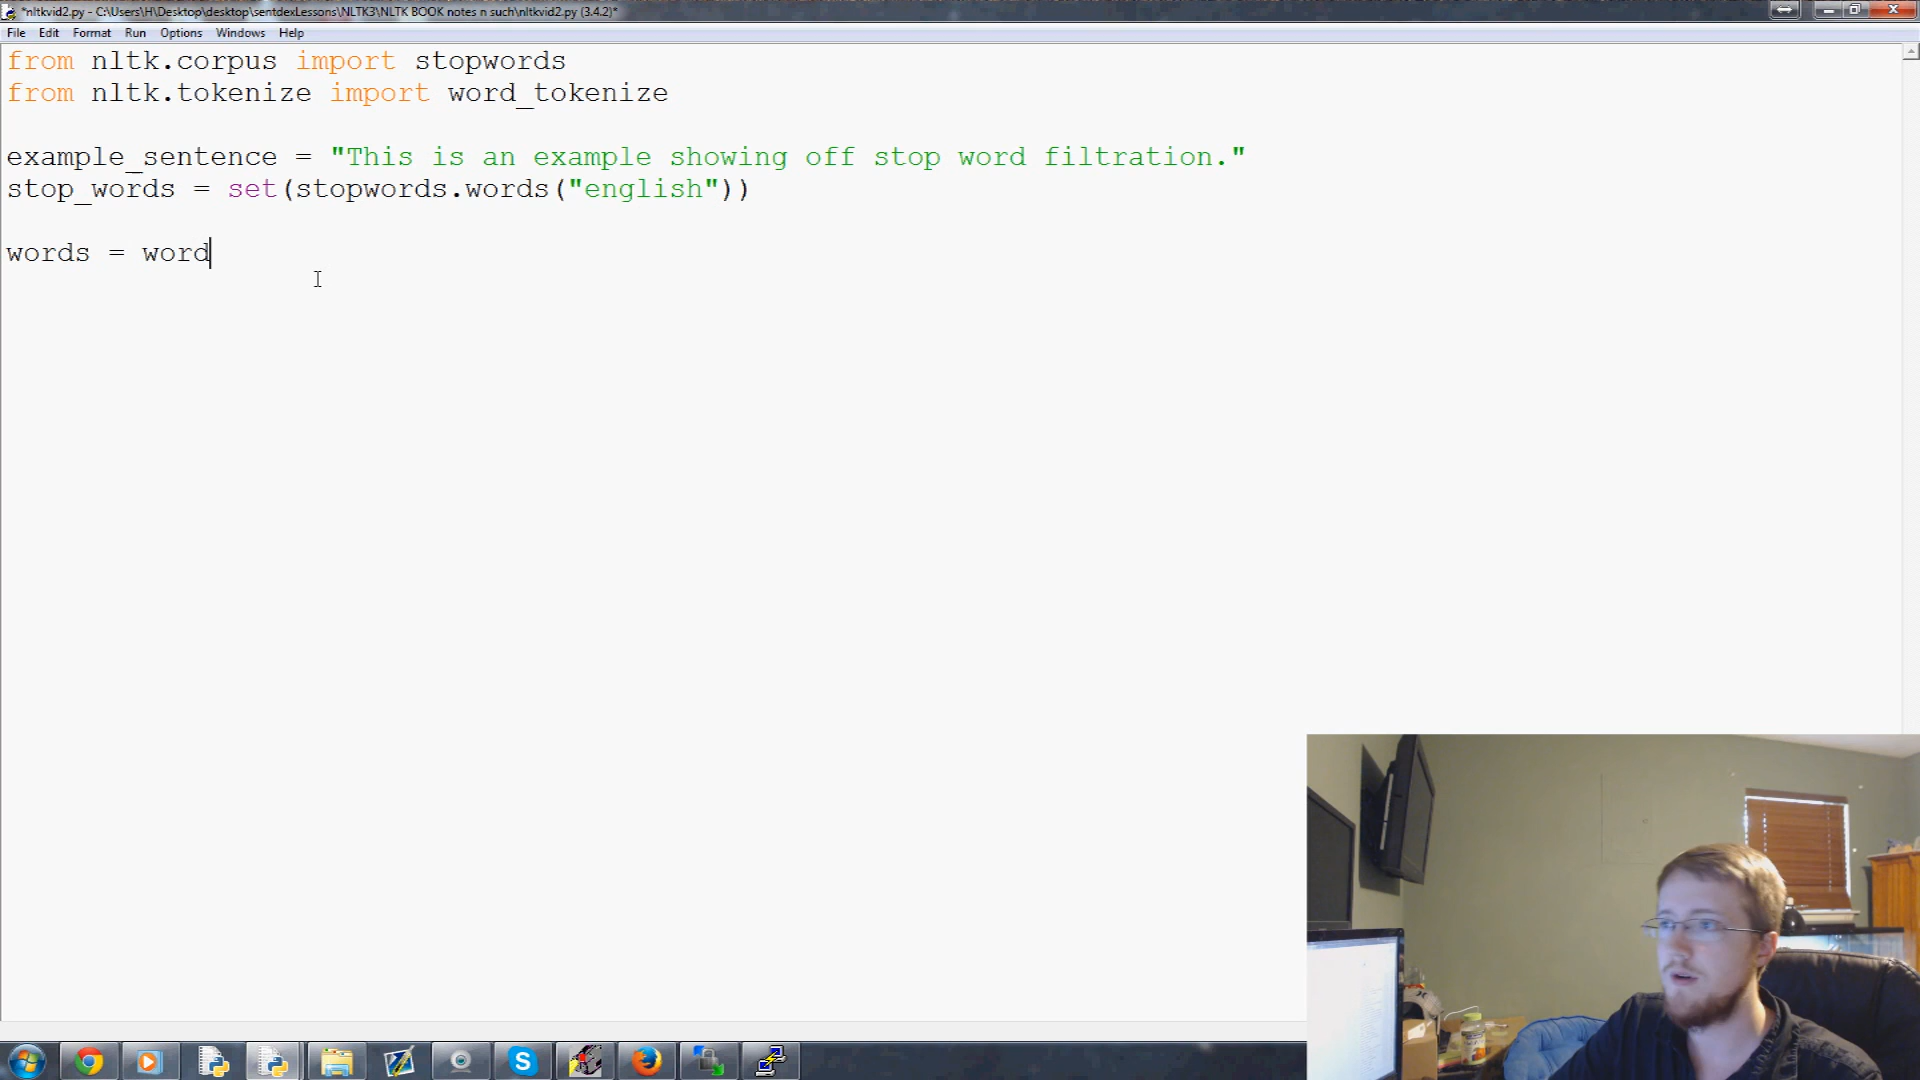 *nltkvid2.py - C:\Users\H\Desktop\desktop\sentdexLessons\NLTK3\NLTK BOOK notes n such\nltkvid2.py (3.4.2)*
File Edit Format Run Options Windows Help
from nltk.corpus import stopwords
from nltk.tokenize import word_tokenize
example_sentence = "This is an example showing off stop word filtration."
stop_words = set(stopwords.words("english"))
words = word